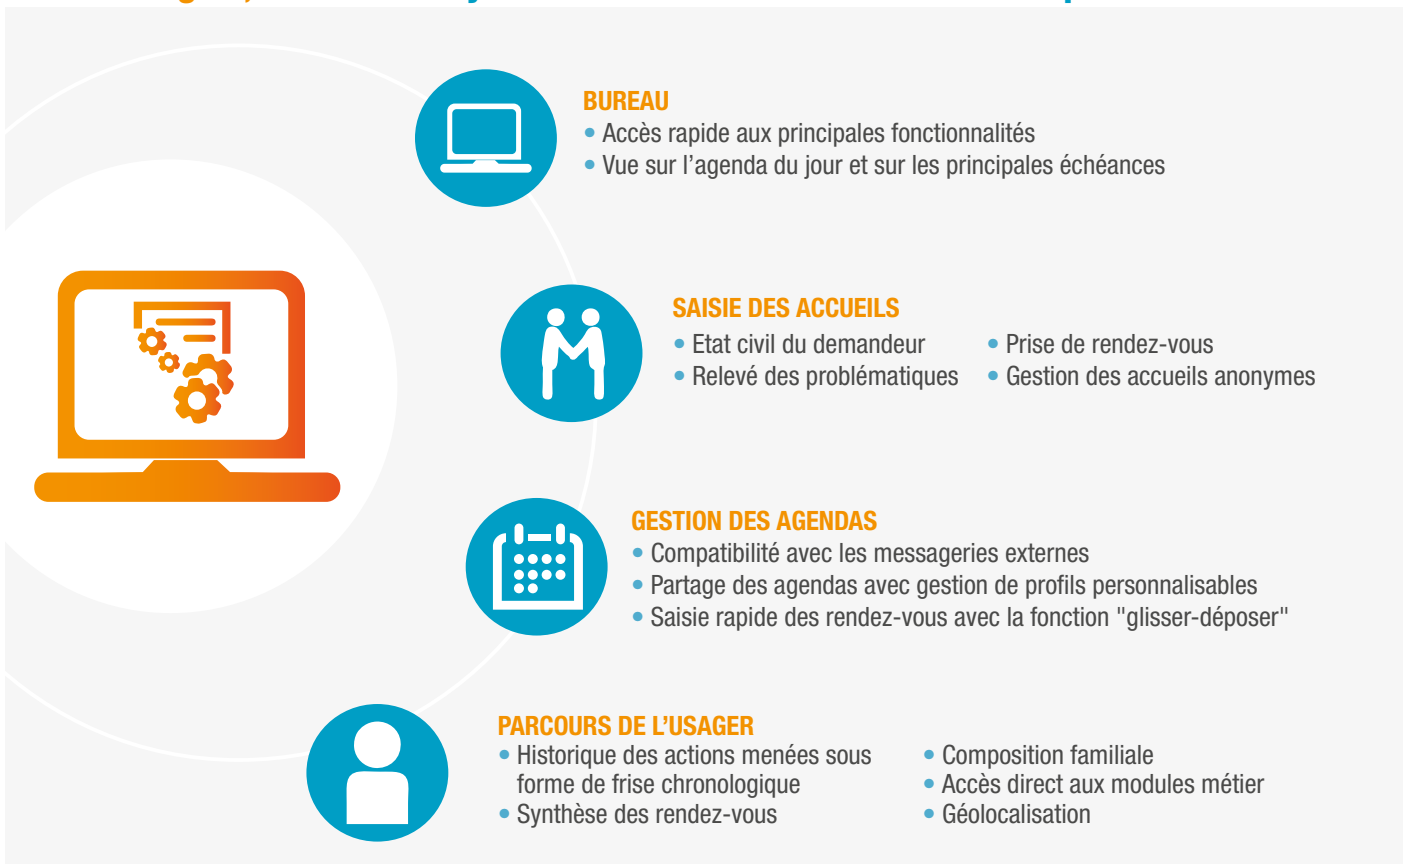 BUREAU
• Accès rapide aux principales fonctionnalités
• Vue sur l’agenda du jour et sur les principales échéances
SAISIE DES ACCUEILS
• Etat civil du demandeur
• Relevé des problématiques
• Prise de rendez-vous
• Gestion des accueils anonymes
GESTION DES AGENDAS
• Compatibilité avec les messageries externes
• Partage des agendas avec gestion de profils personnalisables
• Saisie rapide des rendez-vous avec la fonction "glisser-déposer"
PARCOURS DE L’USAGER
• Historique des actions menées sous
forme de frise chronologique
• Synthèse des rendez-vous
• Composition familiale
• Accès direct aux modules métier
• Géolocalisation